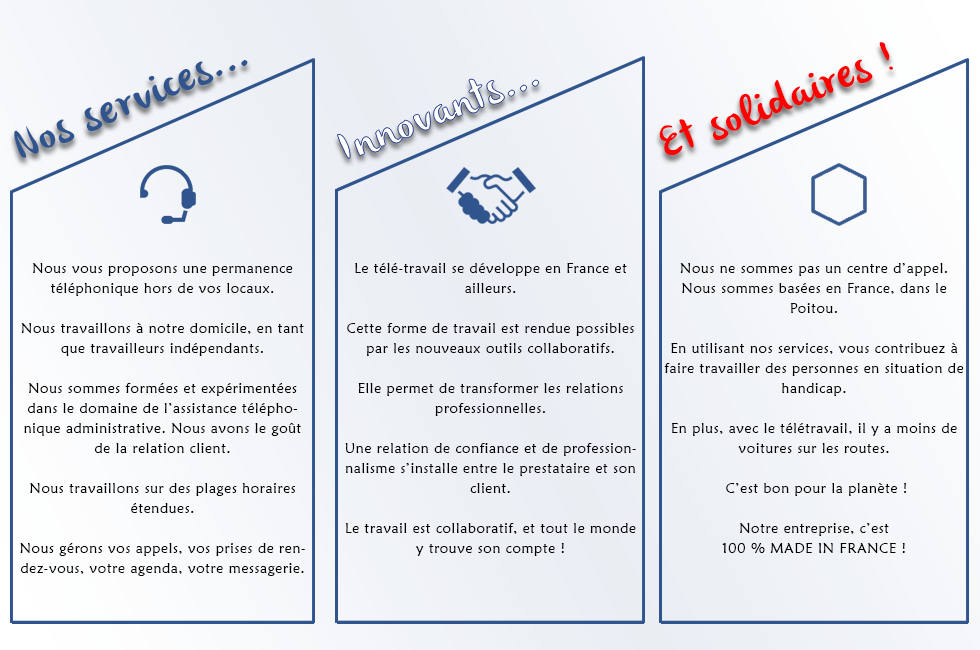 Nos services...
Nous vous proposons une permanence
téléphonique hors de vos locaux.
Nous travaillons à notre domicile, en tant
que travailleurs indépendants.
Nous sommes formées et expérimentées
dans le domaine de l'assistance télépho-
nique administrative. Nous avons le goût
de la relation client.
Nous travaillons sur des plages horaires
étendues.
Nous gérons vos appels, vos prises de ren-
dez-vous, votre agenda, votre messagerie.
Innovants...
Le télé-travail se développe en France et
ailleurs.
Cette forme de travail est rendue possibles
par les nouveaux outils collaboratifs.
Elle permet de transformer les relations
professionnelles.
Une relation de confiance et de profession-
nalisme s'installe entre le prestataire et son
client.
Le travail est collaboratif, et tout le monde
y trouve son compte !
Et solidaires !
Nous ne sommes pas un centre d'appel.
Nous sommes basées en France, dans le
Poitou.
En utilisant nos services, vous contribuez à
faire travailler des personnes en situation de
handicap.
En plus, avec le télétravail, il y a moins de
voitures sur les routes.
C'est bon pour la planète !
Notre entreprise, c'est
100 % MADE IN FRANCE !